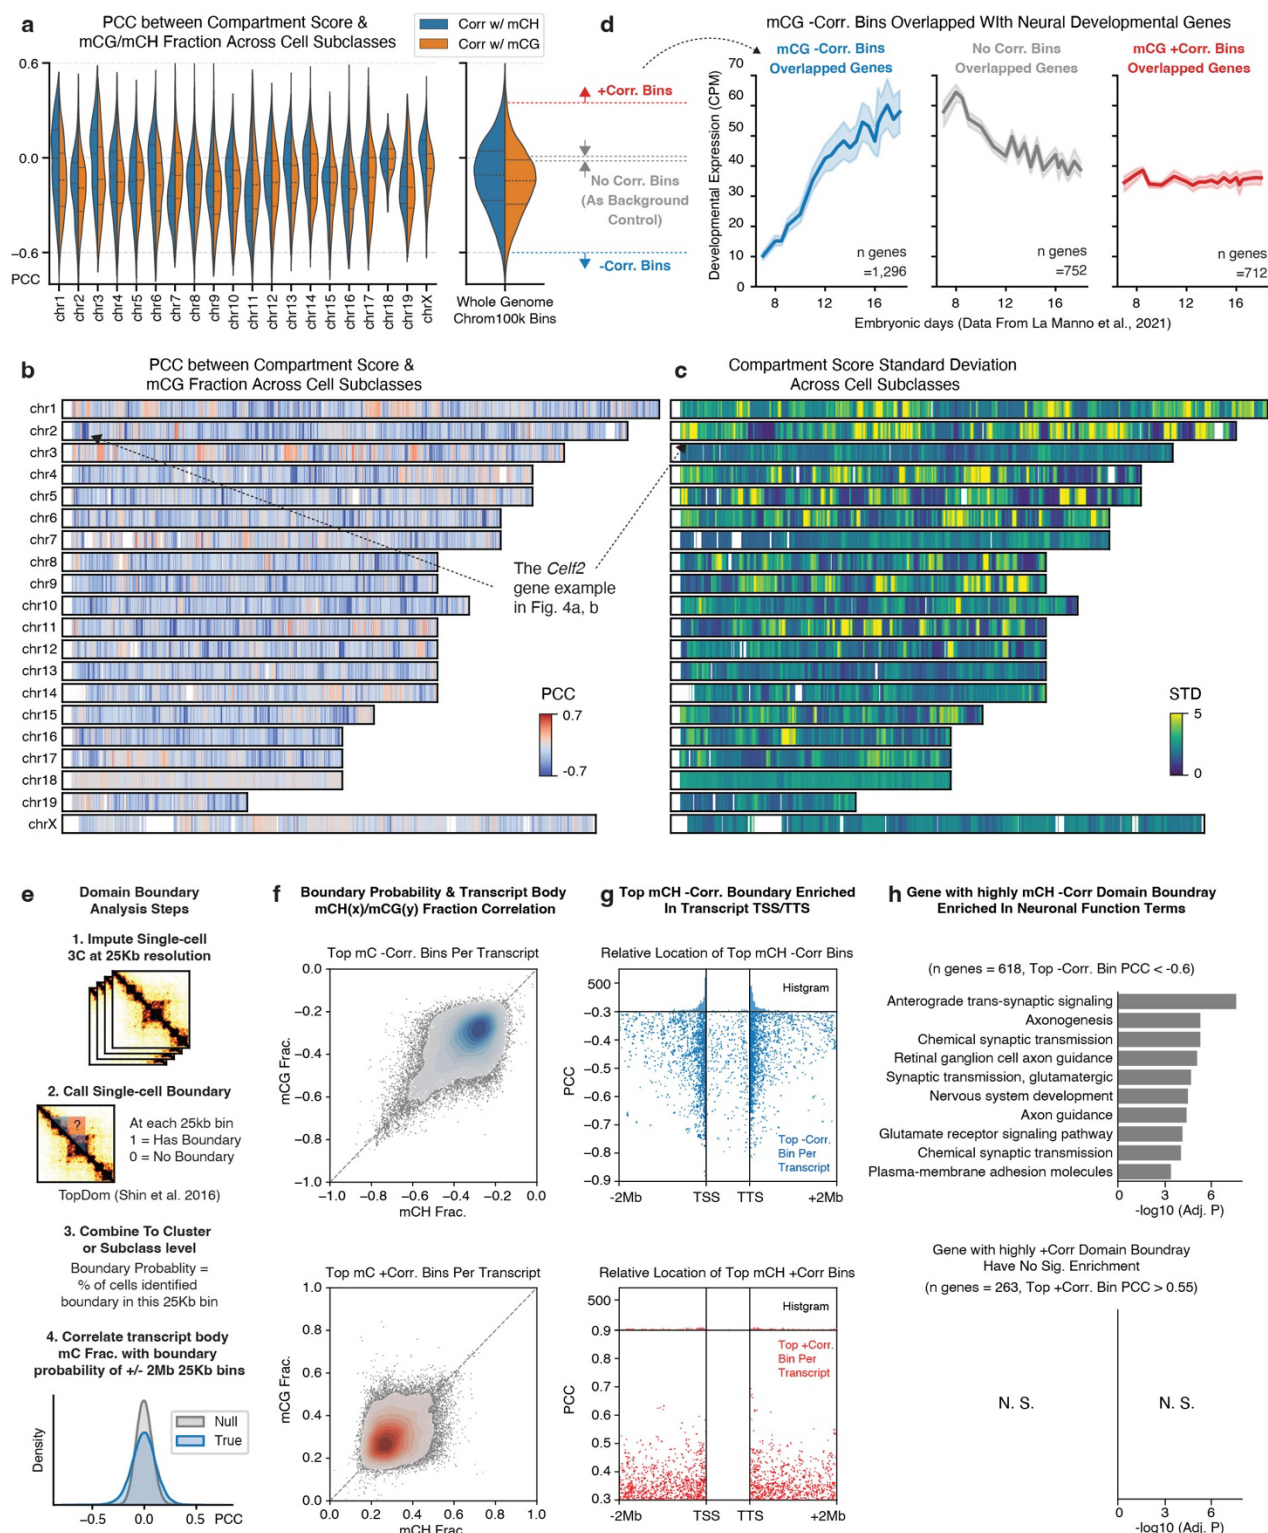 a
PCC between Compartment Score &
mCG/mCH Fraction Across Cell Subclasses
Corr w/ mCH
Corr w/ mCG
0.6
0.0
−0.6
PCC
chr1
chr2
chr3
chr4
chr5
chr6
chr7
chr8
chr9
chr10
chr11
chr12
chr13
chr14
chr15
chr16
chr17
chr18
chr19
chrX
Whole Genome
Chrom100k Bins
+Corr. Bins
No Corr. Bins
(As Background
Control)
-Corr. Bins
d
mCG -Corr. Bins Overlapped WIth Neural Developmental Genes
mCG -Corr. Bins
Overlapped Genes
No Corr. Bins
Overlapped Genes
mCG +Corr. Bins
Overlapped Genes
Developmental Expression (CPM)
70
60
50
40
30
20
10
0
n genes
=1,296
n genes
=752
n genes
=712
8 12 16
8 12 16
8 12 16
Embryonic days (Data From La Manno et al., 2021)
b
PCC between Compartment Score &
mCG Fraction Across Cell Subclasses
chr1
chr2
chr3
chr4
chr5
chr6
chr7
chr8
chr9
chr10
chr11
chr12
chr13
chr14
chr15
chr16
chr17
chr18
chr19
chrX
PCC
0.7
-0.7
The Celf2
gene example
in Fig. 4a, b
c
Compartment Score Standard Deviation
Across Cell Subclasses
STD
5
0
e
Domain Boundary
Analysis Steps
1. Impute Single-cell
3C at 25Kb resolution
2. Call Single-cell Boundary
?
At each 25kb bin
1 = Has Boundary
0 = No Boundary
TopDom (Shin et al. 2016)
3. Combine To Cluster
or Subclass level
Boundary Probablity =
% of cells identified
boundary in this 25Kb bin
4. Correlate transcript body
mC Frac. with boundary
probability of +/- 2Mb 25Kb bins
Null
True
Density
−0.5 0.0 0.5 PCC
f
Boundary Probability & Transcript Body
mCH(x)/mCG(y) Fraction Correlation
Top mC -Corr. Bins Per Transcript
mCG Frac.
0.0
−0.2
−0.4
−0.6
−0.8
−1.0
−1.0 −0.8 −0.6 −0.4 −0.2 0.0
mCH Frac.
Top mC +Corr. Bins Per Transcript
mCG Frac.
1.0
0.8
0.6
0.4
0.2
0.0
0.0 0.2 0.4 0.6 0.8 1.0
mCH Frac.
g
Top mCH -Corr. Boundary Enriched
In Transcript TSS/TTS
Relative Location of Top mCH -Corr Bins
500
Histgram
−0.3
−0.4
−0.5
−0.6
−0.7
−0.8
−0.9
PCC
Top -Corr.
Bin Per
Transcript
-2Mb TSS TTS +2Mb
Relative Location of Top mCH +Corr Bins
500
Histgram
0.9
0.8
0.7
0.6
0.5
0.4
0.3
PCC
Top +Corr.
Bin Per
Transcript
-2Mb TSS TTS +2Mb
h
Gene with highly mCH -Corr Domain Boundray
Enriched In Neuronal Function Terms
(n genes = 618, Top -Corr. Bin PCC < -0.6)
Anterograde trans-synaptic signaling
Axonogenesis
Chemical synaptic transmission
Retinal ganglion cell axon guidance
Synaptic transmission, glutamatergic
Nervous system development
Axon guidance
Glutamate receptor signaling pathway
Chemical synaptic transmission
Plasma-membrane adhesion molecules
0 3 6
-log10 (Adj. P)
Gene with highly +Corr Domain Boundray
Have No Sig. Enrichment
(n genes = 263, Top +Corr. Bin PCC > 0.55)
N. S.
N. S.
0 3 6
-log10 (Adj. P)